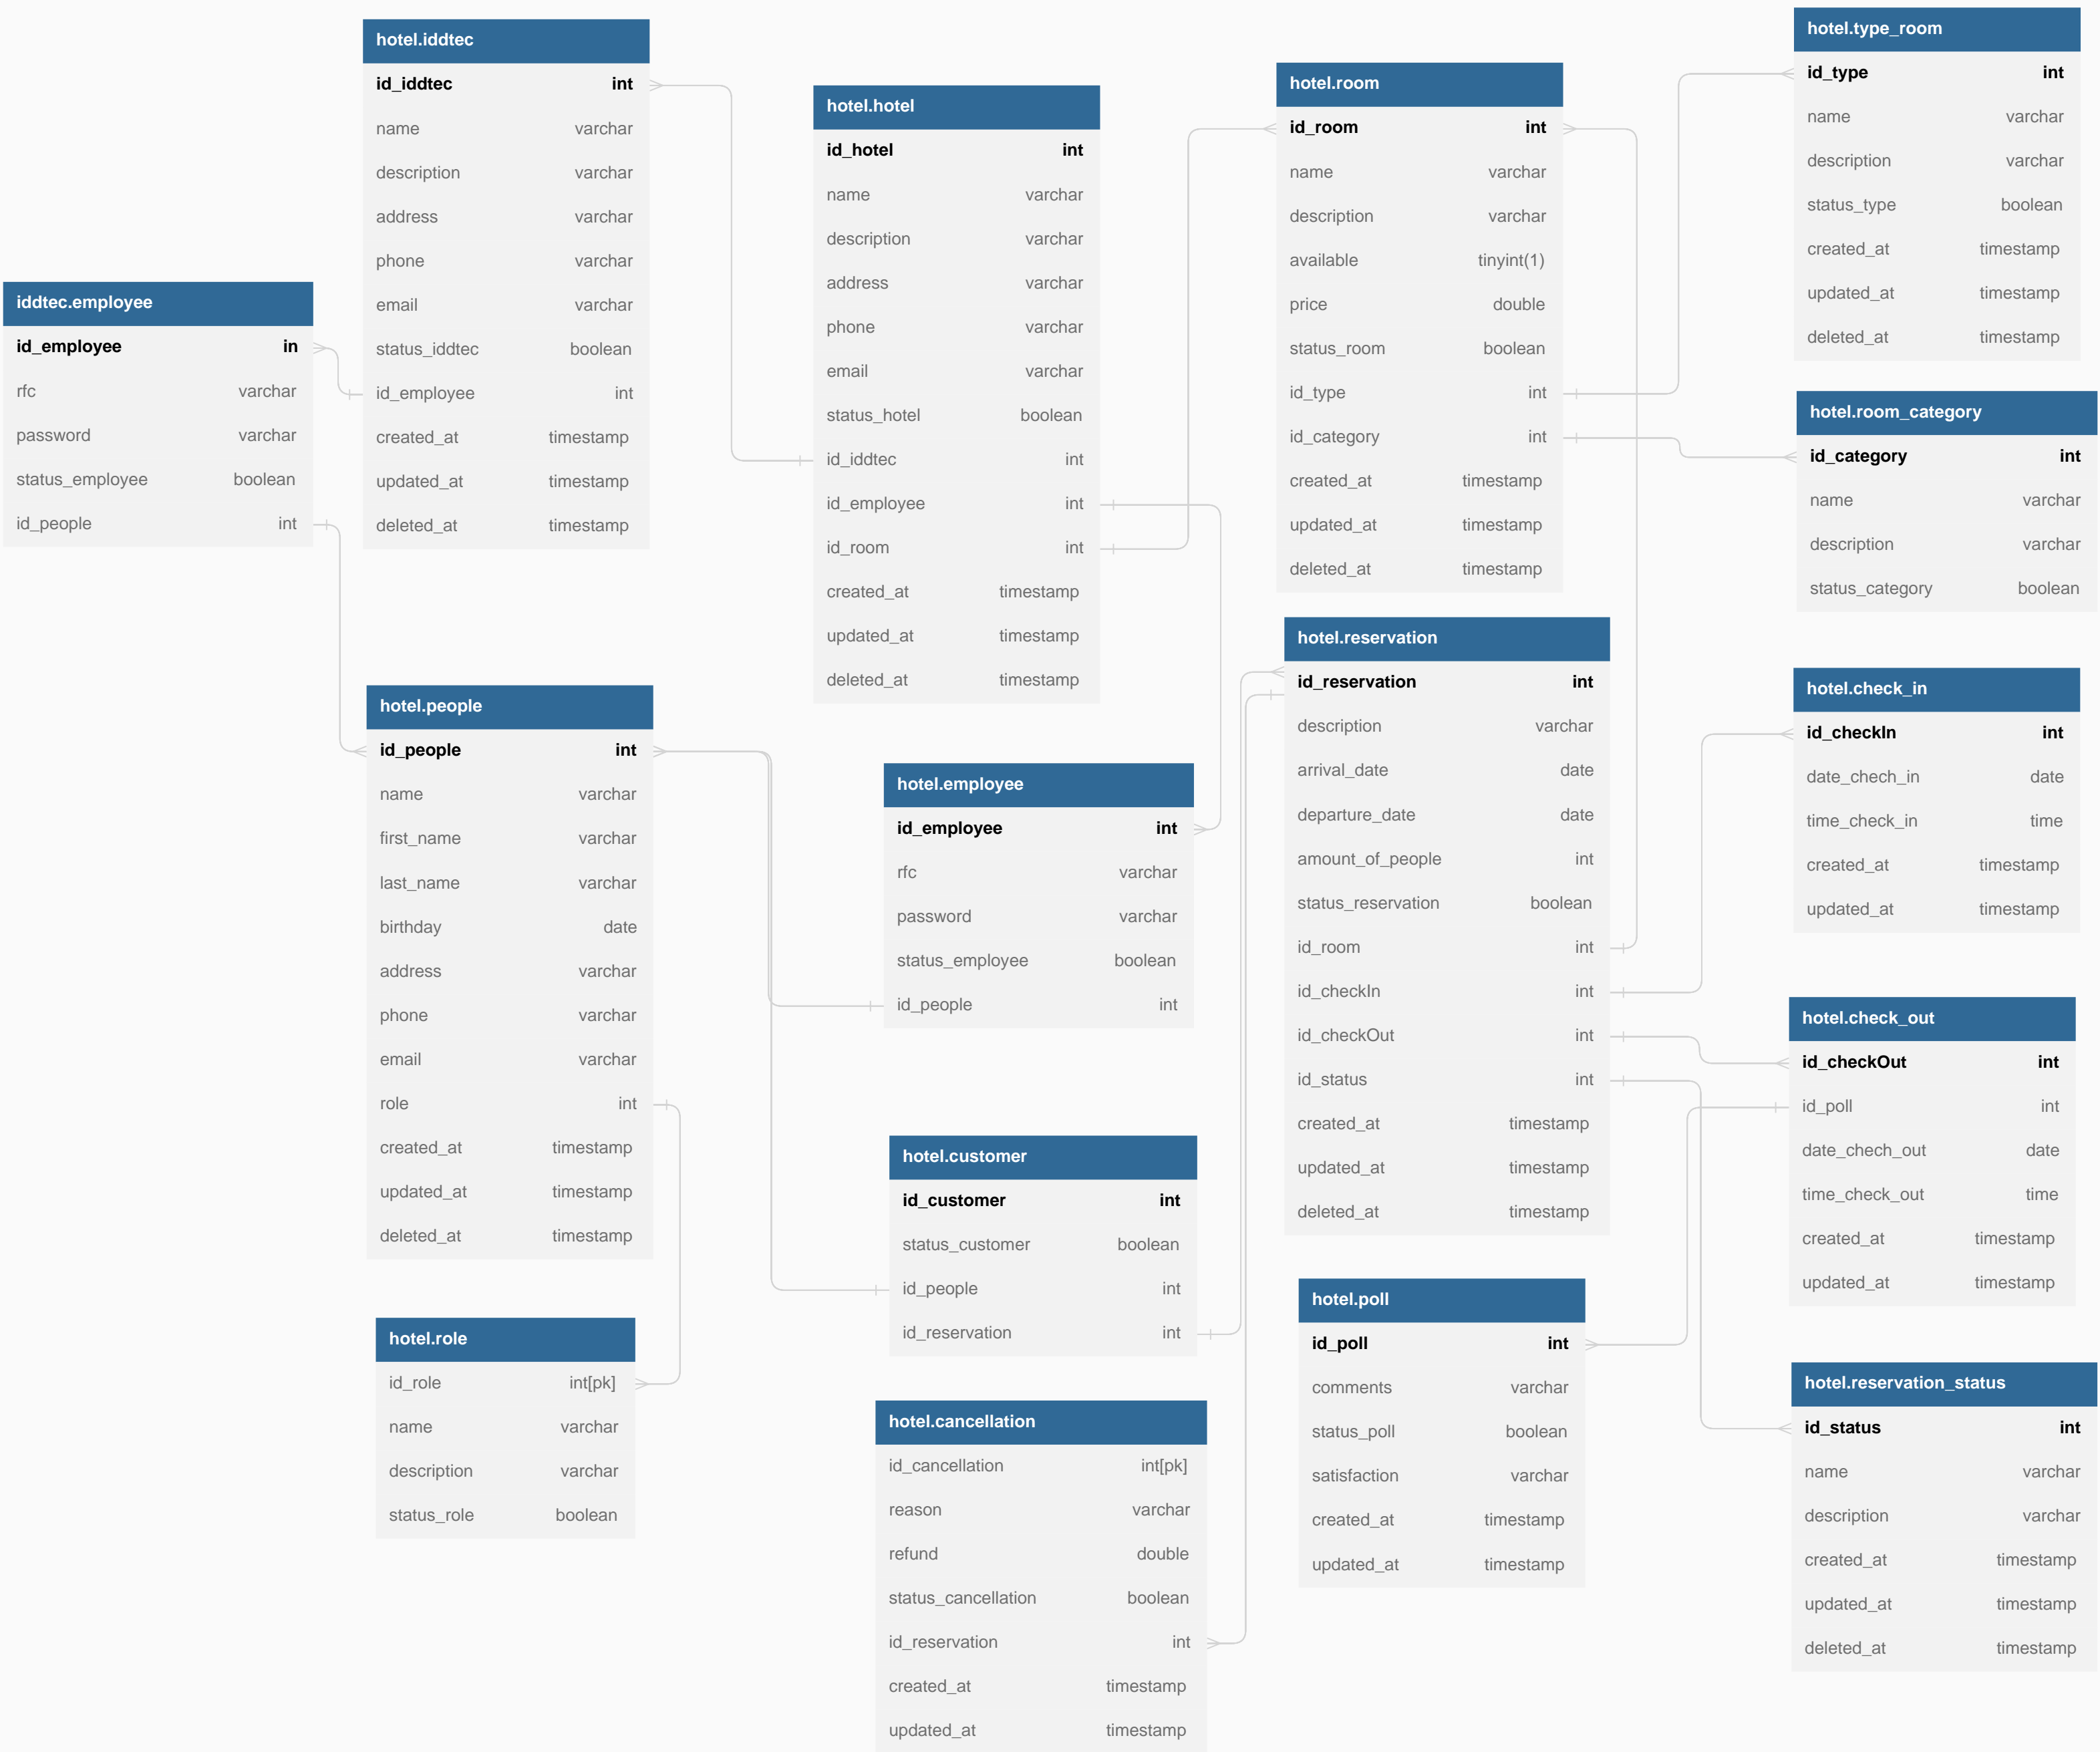 hotel.iddtec
id_iddtec int
name varchar
description varchar
address varchar
phone varchar
email varchar
status_iddtec boolean
id_employee int
created_at timestamp
updated_at timestamp
deleted_at timestamp
iddtec.employee
id_employee in
rfc varchar
password varchar
status_employee boolean
id_people int
hotel.hotel
id_hotel int
name varchar
description varchar
address varchar
phone varchar
email varchar
status_hotel boolean
id_iddtec int
id_employee int
id_room int
created_at timestamp
updated_at timestamp
deleted_at timestamp
hotel.room
id_room int
name varchar
description varchar
available tinyint(1)
price double
status_room boolean
id_type int
id_category int
created_at timestamp
updated_at timestamp
deleted_at timestamp
hotel.type_room
id_type int
name varchar
description varchar
status_type boolean
created_at timestamp
updated_at timestamp
deleted_at timestamp
hotel.room_category
id_category int
name varchar
description varchar
status_category boolean
hotel.people
id_people int
name varchar
first_name varchar
last_name varchar
birthday date
address varchar
phone varchar
email varchar
role int
created_at timestamp
updated_at timestamp
deleted_at timestamp
hotel.employee
id_employee int
rfc varchar
password varchar
status_employee boolean
id_people int
hotel.reservation
id_reservation int
description varchar
arrival_date date
departure_date date
amount_of_people int
status_reservation boolean
id_room int
id_checkIn int
id_checkOut int
id_status int
created_at timestamp
updated_at timestamp
deleted_at timestamp
hotel.check_in
id_checkIn int
date_chech_in date
time_check_in time
created_at timestamp
updated_at timestamp
hotel.check_out
id_checkOut int
id_poll int
date_chech_out date
time_check_out time
created_at timestamp
updated_at timestamp
hotel.customer
id_customer int
status_customer boolean
id_people int
id_reservation int
hotel.role
id_role int[pk]
name varchar
description varchar
status_role boolean
hotel.cancellation
id_cancellation int[pk]
reason varchar
refund double
status_cancellation boolean
id_reservation int
created_at timestamp
updated_at timestamp
hotel.poll
id_poll int
comments varchar
status_poll boolean
satisfaction varchar
created_at timestamp
updated_at timestamp
hotel.reservation_status
id_status int
name varchar
description varchar
created_at timestamp
updated_at timestamp
deleted_at timestamp